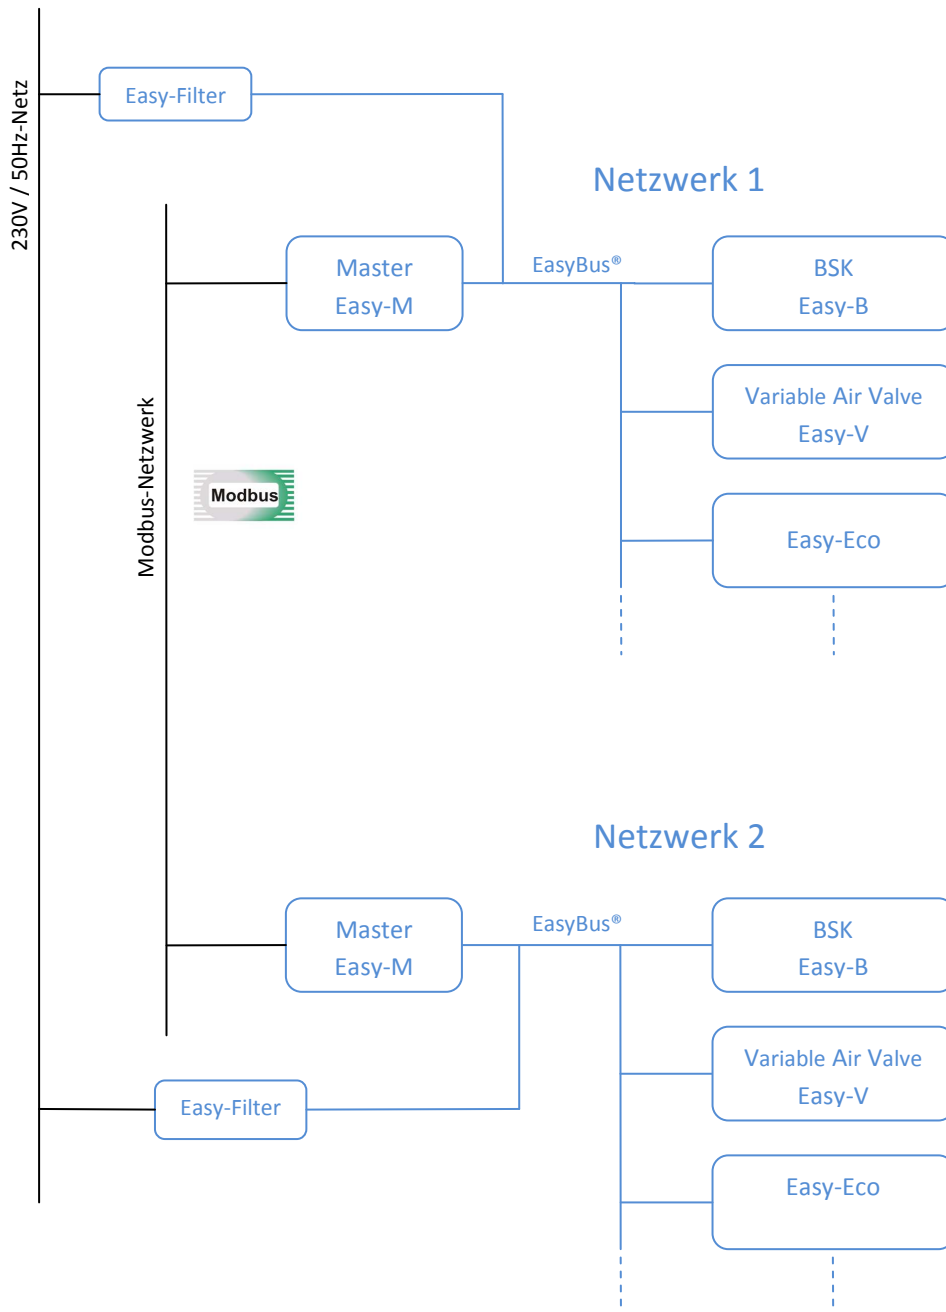 230V / 50Hz-Netz
Easy-Filter
Netzwerk 1
Master
Easy-M
EasyBus®
BSK
Easy-B
Variable Air Valve
Easy-V
Easy-Eco
Modbus-Netzwerk
Modbus
Netzwerk 2
Master
Easy-M
EasyBus®
BSK
Easy-B
Variable Air Valve
Easy-V
Easy-Filter
Easy-Eco